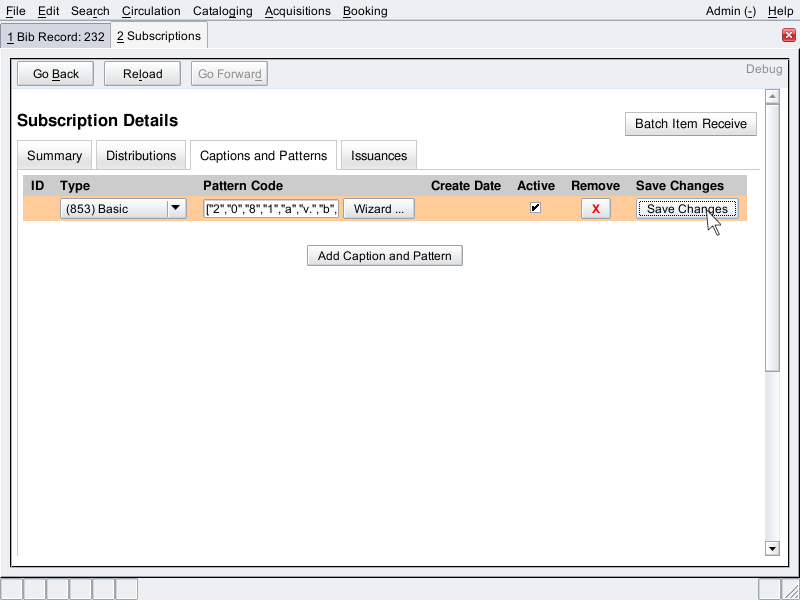 File Edit Search Circulation Cataloging Acquisitions Booking Admin (-) Help
1 Bib Record: 232 2 Subscriptions
Go Back Reload Go Forward Debug
Subscription Details
Batch Item Receive
Summary Distributions Captions and Patterns Issuances
ID Type Pattern Code Create Date Active Remove Save Changes
(853) Basic ["2","0","8","1","a","v.","b", Wizard ... X Save Changes
Add Caption and Pattern